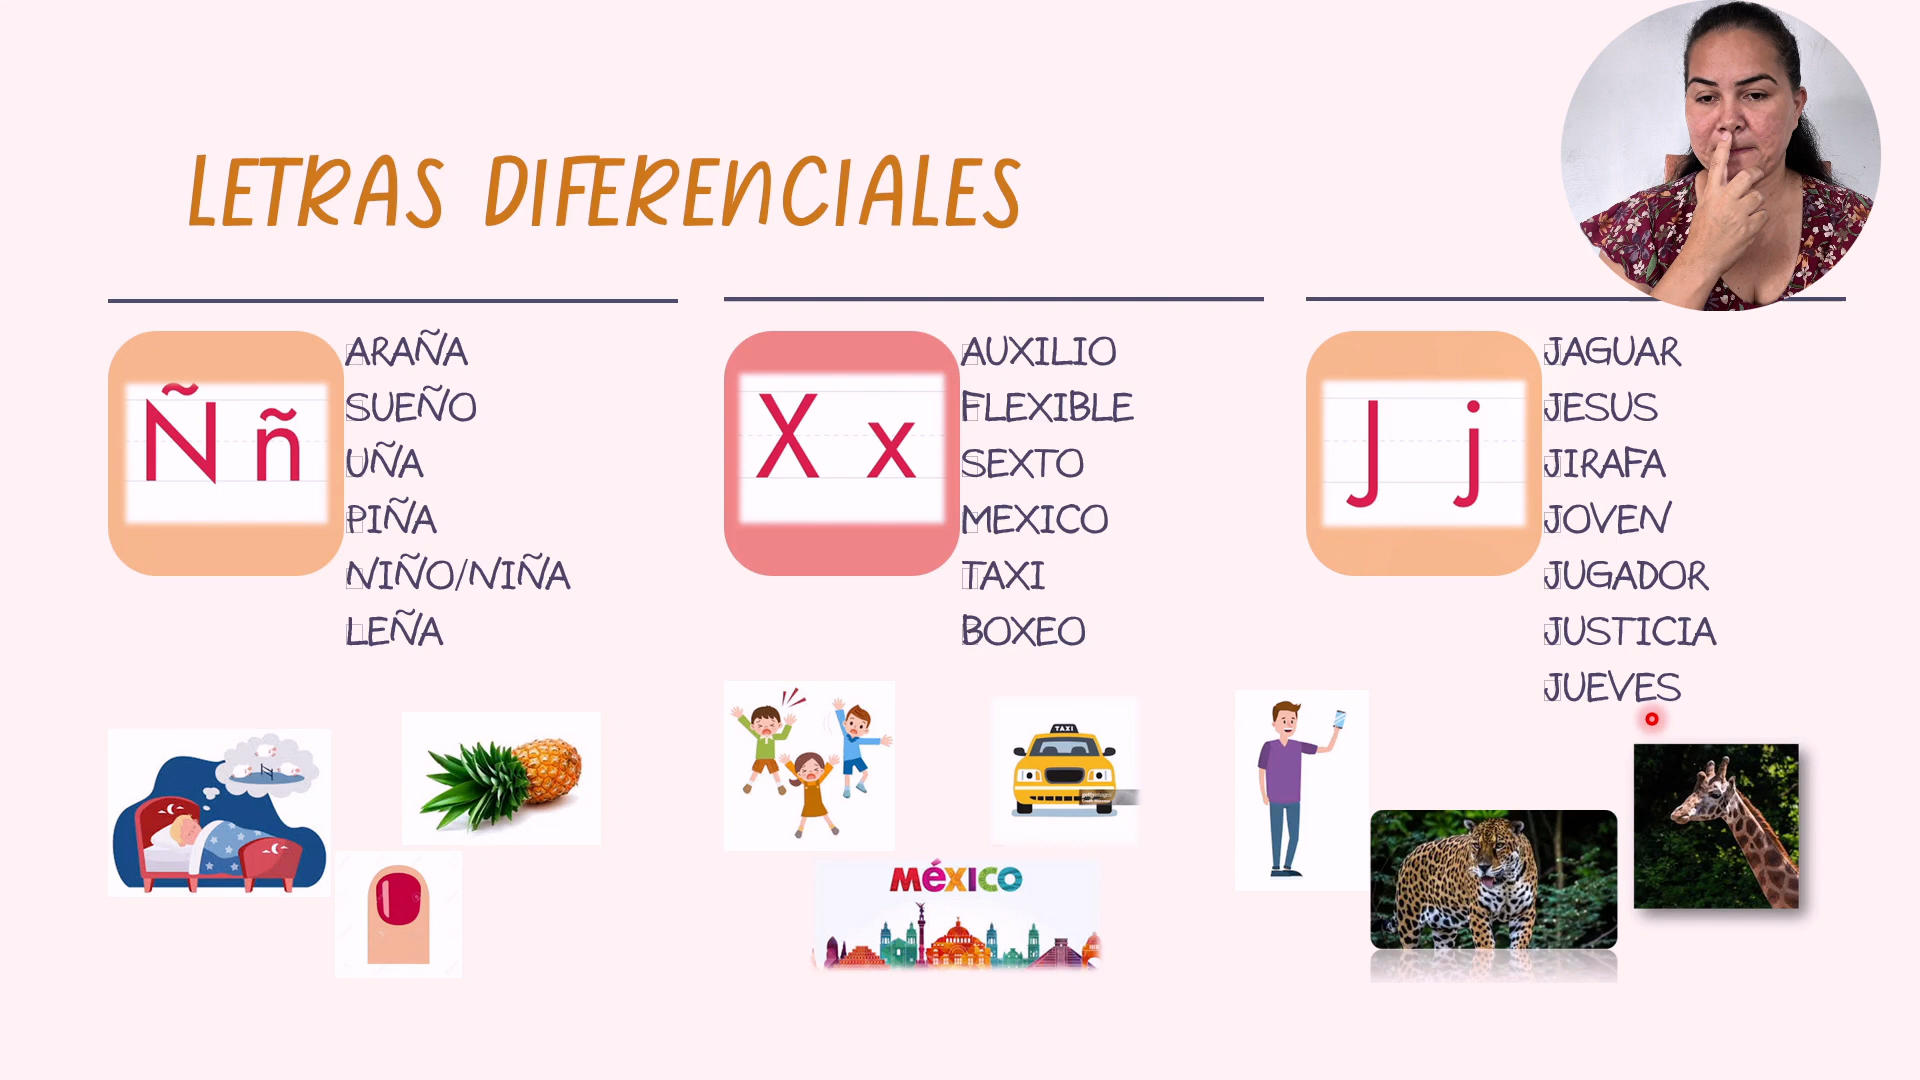 LETRAS DIFERENCIALES
Ñ ñ
ARAÑA
SUEÑO
UÑA
PIÑA
NIÑO/NIÑA
LEÑA
X x
AUXILIO
FLEXIBLE
SEXTO
MEXICO
TAXI
BOXEO
J j
JAGUAR
JESUS
JIRAFA
JOVEN
JUGADOR
JUSTICIA
JUEVES
TAXI
MéxICO